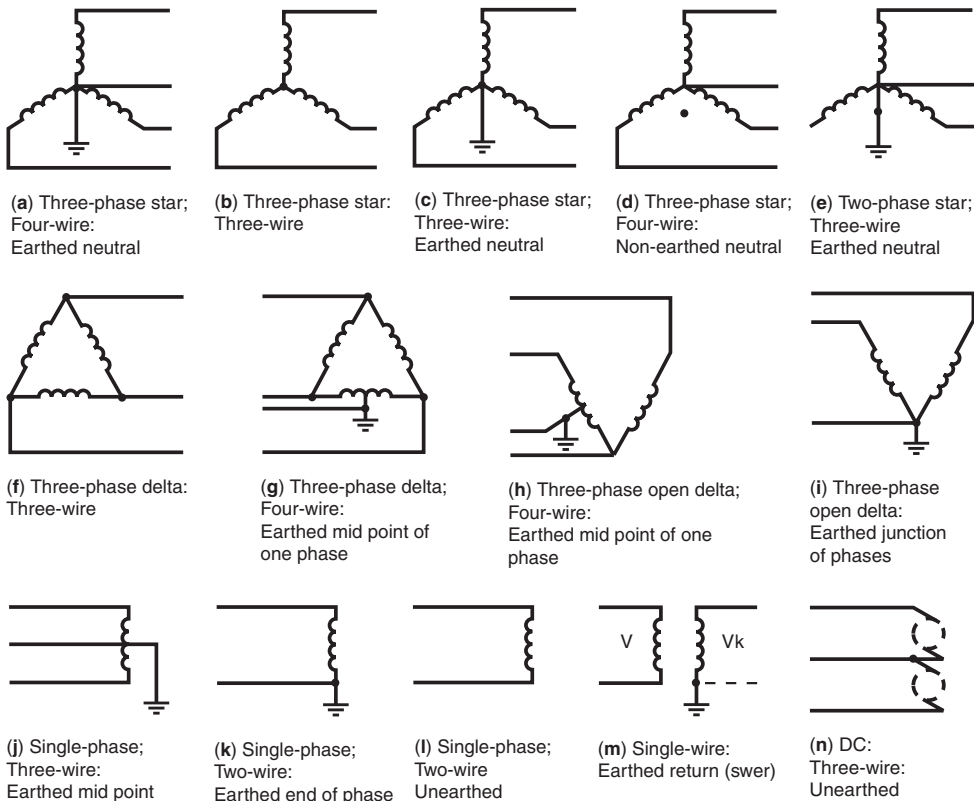 (a) Three-phase star;
Four-wire:
Earthed neutral
(b) Three-phase star:
Three-wire
(c) Three-phase star;
Three-wire:
Earthed neutral
(d) Three-phase star;
Four-wire:
Non-earthed neutral
(e) Two-phase star;
Three-wire
Earthed neutral
(f) Three-phase delta:
Three-wire
(g) Three-phase delta;
Four-wire:
Earthed mid point of
one phase
(h) Three-phase open delta;
Four-wire:
Earthed mid point of one
phase
(i) Three-phase
open delta:
Earthed junction
of phases
V
Vk
(j) Single-phase;
Three-wire:
Earthed mid point
(k) Single-phase;
Two-wire:
Earthed end of phase
(l) Single-phase;
Two-wire
Unearthed
(m) Single-wire:
Earthed return (swer)
(n) DC:
Three-wire:
Unearthed